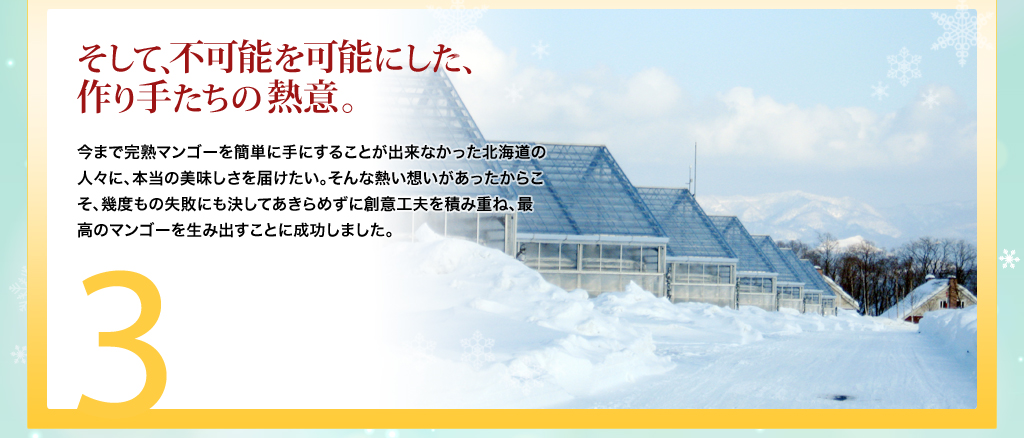 そして、不可能を可能にした、
作り手たちの熱意。
今まで完熟マンゴーを簡単に手にすることが出来なかった北海道の
人々に、本当の美味しさを届けたい。そんな熱い想いがあったからこ
そ、幾度もの失敗にも決してあきらめずに創意工夫を積み重ね、最
高のマンゴーを生み出すことに成功しました。
3